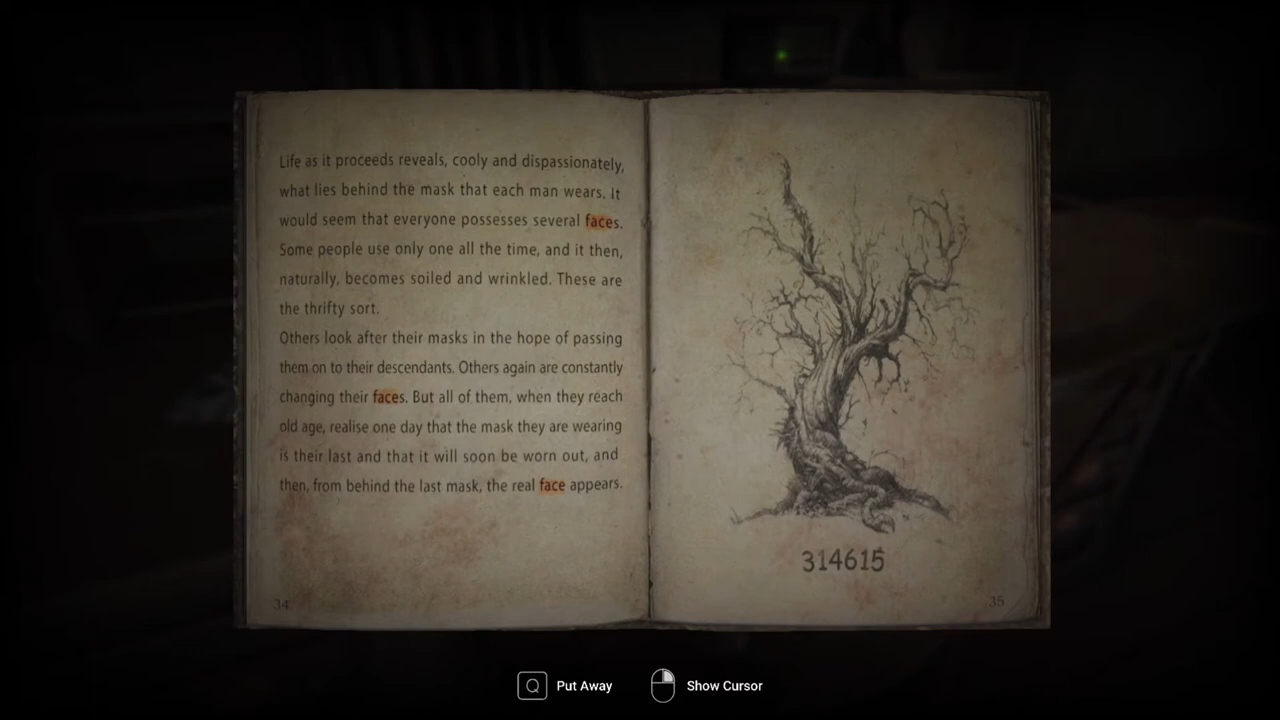 Life as it proceeds reveals, cooly and dispassionately,
what lies behind the mask that each man wears. It
would seem that everyone possesses several faces.
Some people use only one all the time, and it then,
naturally, becomes soiled and wrinkled. These are
the thrifty sort.
Others look after their masks in the hope of passing
them on to their descendants. Others again are constantly
changing their faces. But all of them, when they reach
old age, realise one day that the mask they are wearing
is their last and that it will soon be worn out, and
then, from behind the last mask, the real face appears.
34
314615
35
Q Put Away
Show Cursor